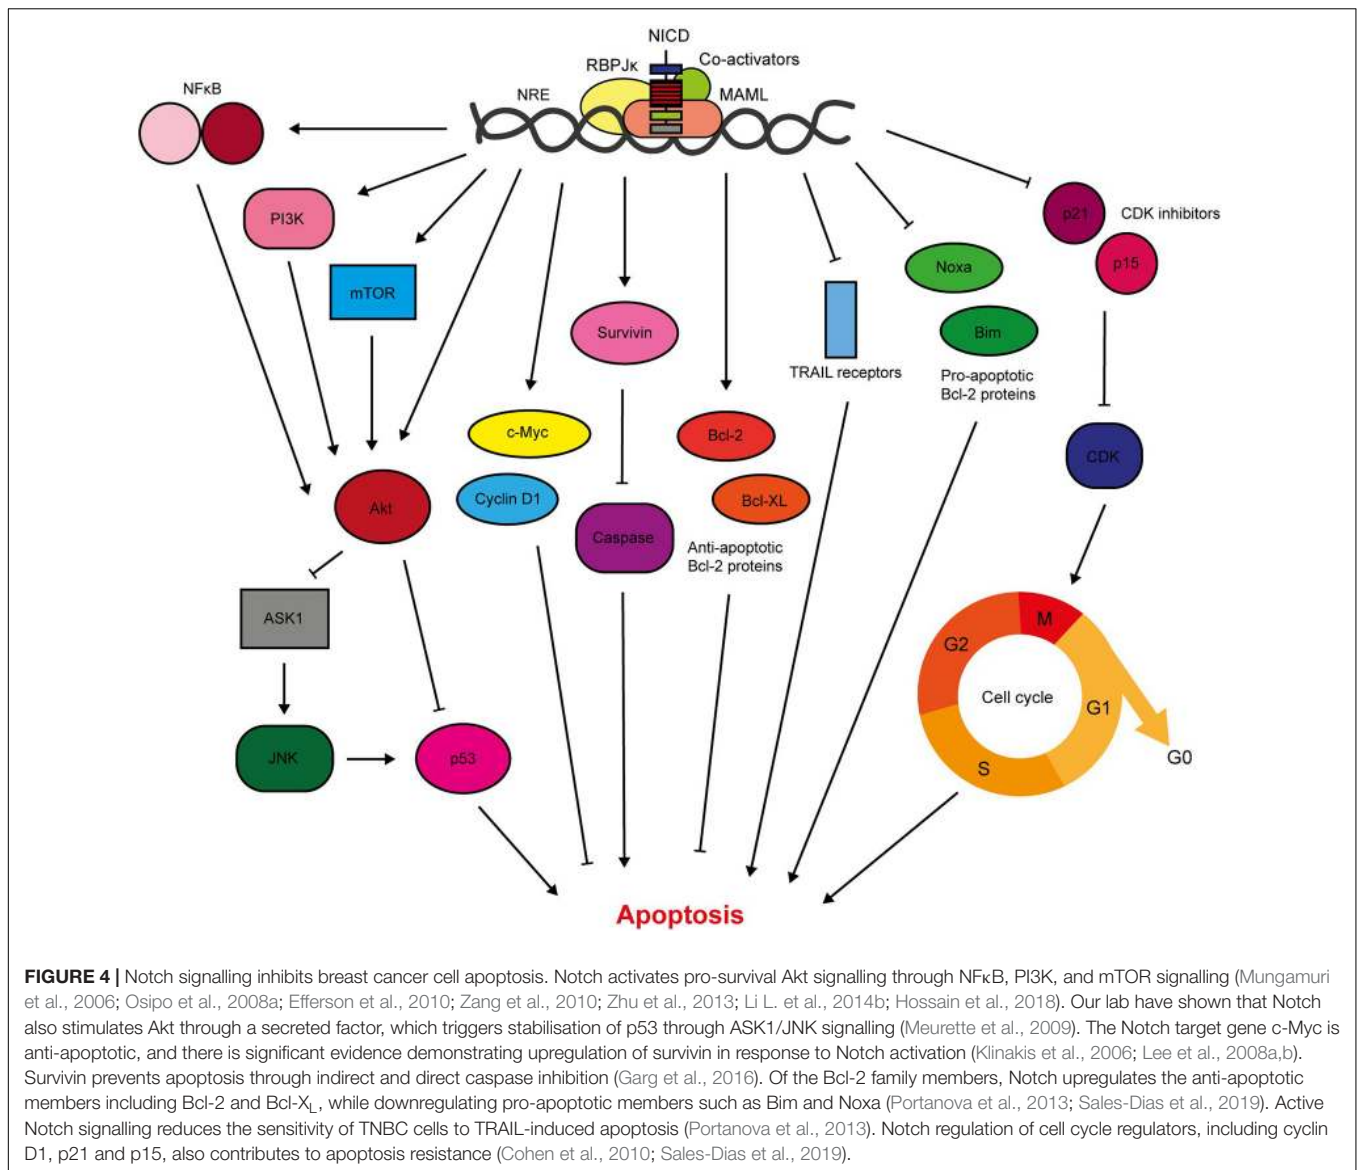 NICD
RBPJκ
Co-activators
NFκB
NRE
MAML
PI3K
p21
CDK inhibitors
p15
Noxa
mTOR
Survivin
Bim
TRAIL receptors
Pro-apoptotic
Bcl-2 proteins
c-Myc
Bcl-2
CDK
Akt
Cyclin D1
Bcl-XL
Caspase
Anti-apoptotic
Bcl-2 proteins
ASK1
M
G2
Cell cycle
G1
JNK
p53
S
G0
Apoptosis
FIGURE 4 | Notch signalling inhibits breast cancer cell apoptosis. Notch activates pro-survival Akt signalling through NFκB, PI3K, and mTOR signalling (Mungamuri
et al., 2006; Osipo et al., 2008a; Efferson et al., 2010; Zang et al., 2010; Zhu et al., 2013; Li L. et al., 2014b; Hossain et al., 2018). Our lab have shown that Notch
also stimulates Akt through a secreted factor, which triggers stabilisation of p53 through ASK1/JNK signalling (Meurette et al., 2009). The Notch target gene c-Myc is
anti-apoptotic, and there is significant evidence demonstrating upregulation of survivin in response to Notch activation (Klinakis et al., 2006; Lee et al., 2008a,b).
Survivin prevents apoptosis through indirect and direct caspase inhibition (Garg et al., 2016). Of the Bcl-2 family members, Notch upregulates the anti-apoptotic
members including Bcl-2 and Bcl-X<sub>L</sub>, while downregulating pro-apoptotic members such as Bim and Noxa (Portanova et al., 2013; Sales-Dias et al., 2019). Active
Notch signalling reduces the sensitivity of TNBC cells to TRAIL-induced apoptosis (Portanova et al., 2013). Notch regulation of cell cycle regulators, including cyclin
D1, p21 and p15, also contributes to apoptosis resistance (Cohen et al., 2010; Sales-Dias et al., 2019).